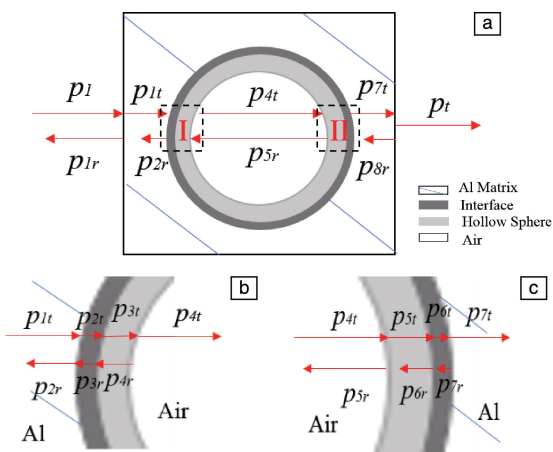 a
p1 p1t p4t p7t pt
I II
p1r p2r p5r p8r
Al Matrix
Interface
Hollow Sphere
Air
b
p1t p2t p3t p4t
p2r p3r p4r
Al Air
c
p4t p5t p6t p7t
p5r p6r p7r
Air Al